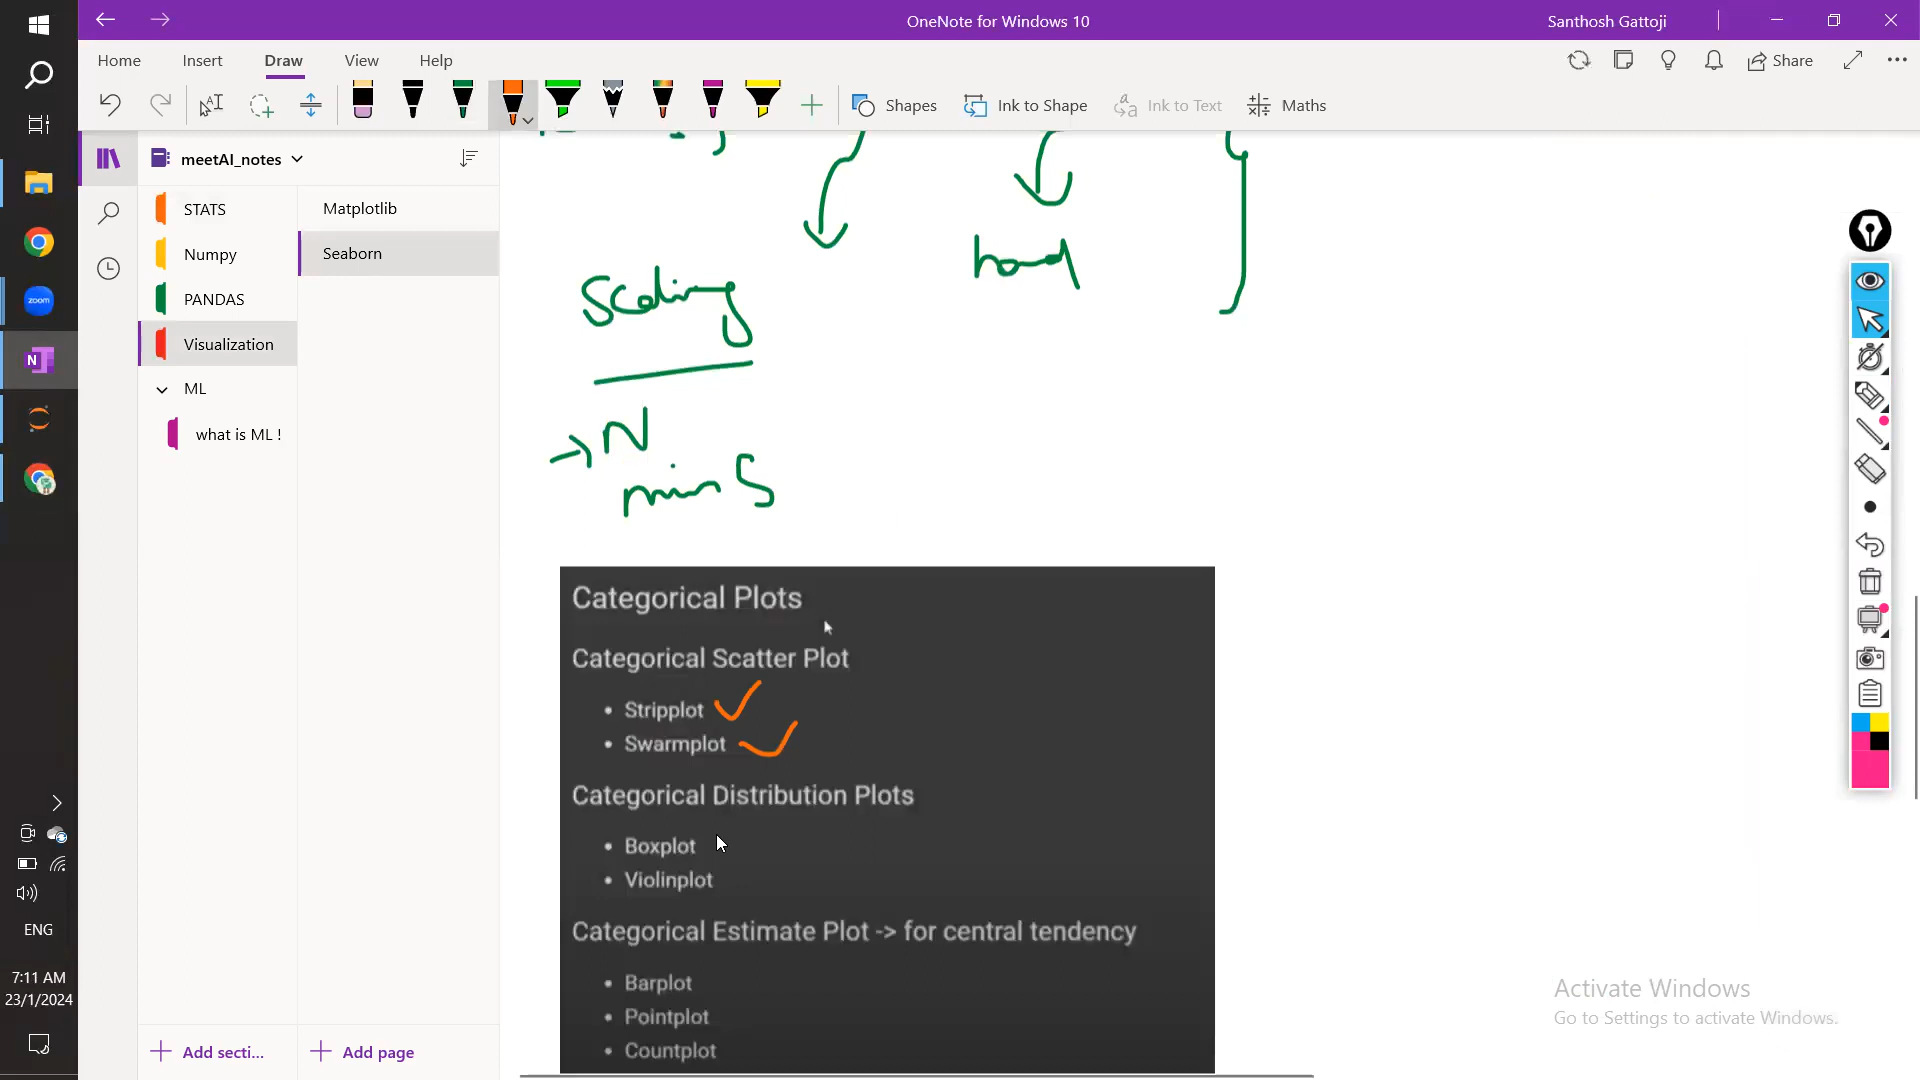 OneNote for Windows 10
Santhosh Gattoji
Home Insert Draw View Help
Share
Shapes
Ink to Shape
Ink to Text
Maths
meetAI_notes
STATS
Numpy
PANDAS
Visualization
ML
what is ML !
Matplotlib
Seaborn
Scaling
N
min S
Categorical Plots
Categorical Scatter Plot
• Stripplot
• Swarmplot
Categorical Distribution Plots
• Boxplot
• Violinplot
Categorical Estimate Plot -> for central tendency
• Barplot
• Pointplot
• Countplot
zoom
ENG
7:11 AM
23/1/2024
Add secti...
Add page
Activate Windows
Go to Settings to activate Windows.